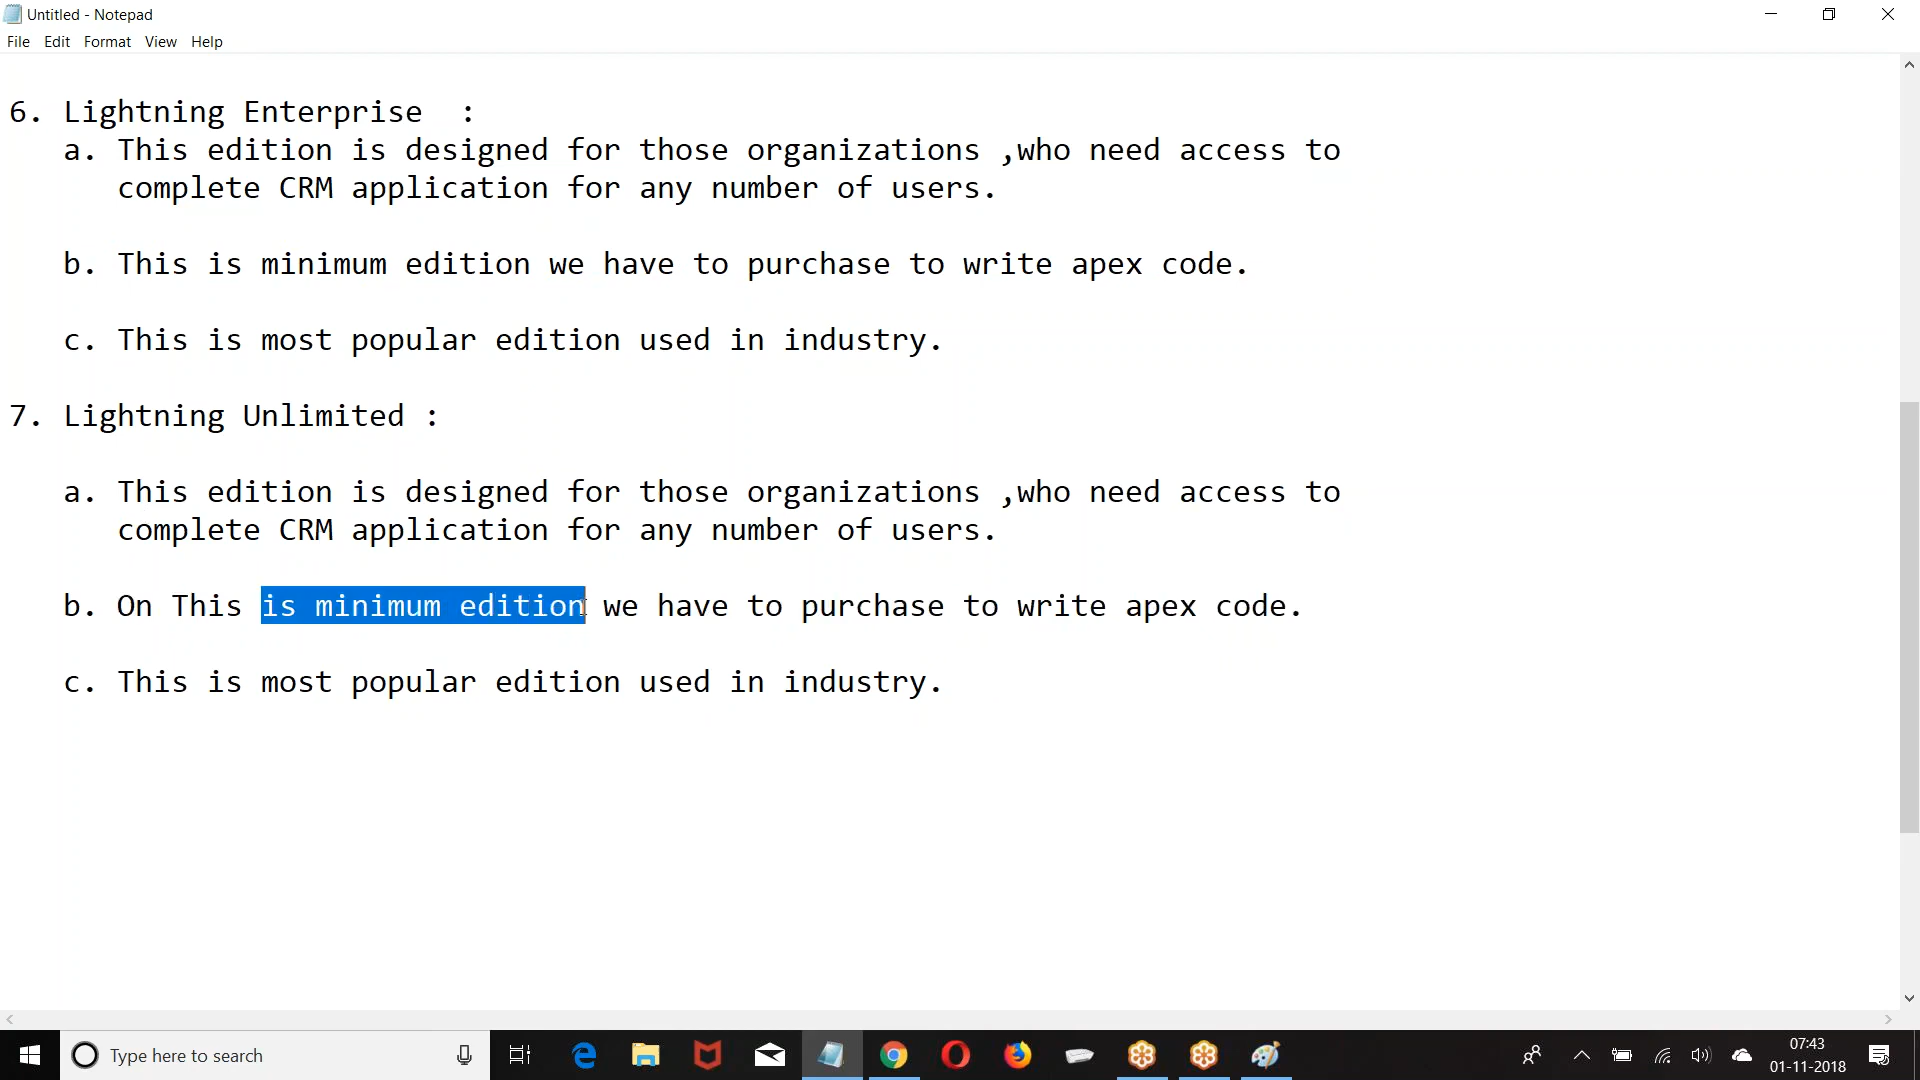 Untitled - Notepad
File Edit Format View Help
6. Lightning Enterprise :
a. This edition is designed for those organizations ,who need access to
complete CRM application for any number of users.
b. This is minimum edition we have to purchase to write apex code.
c. This is most popular edition used in industry.
7. Lightning Unlimited :
a. This edition is designed for those organizations ,who need access to
complete CRM application for any number of users.
b. On This is minimum edition we have to purchase to write apex code.
c. This is most popular edition used in industry.
Type here to search
07:43
01-11-2018